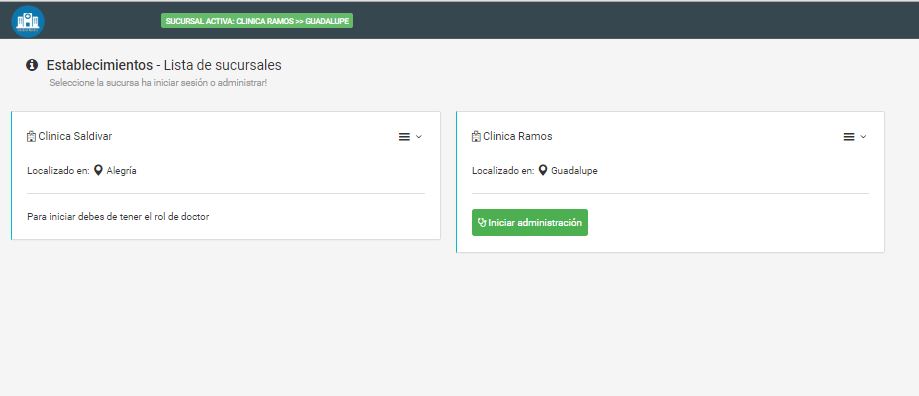 SUCURSAL ACTIVA: CLINICA RAMOS >> GUADALUPE
Establecimientos - Lista de sucursales
Seleccione la sucursa ha iniciar sesión o administrar!
Clinica Saldivar
Localizado en: Alegría
Para iniciar debes de tener el rol de doctor
Clinica Ramos
Localizado en: Guadalupe
Iniciar administración